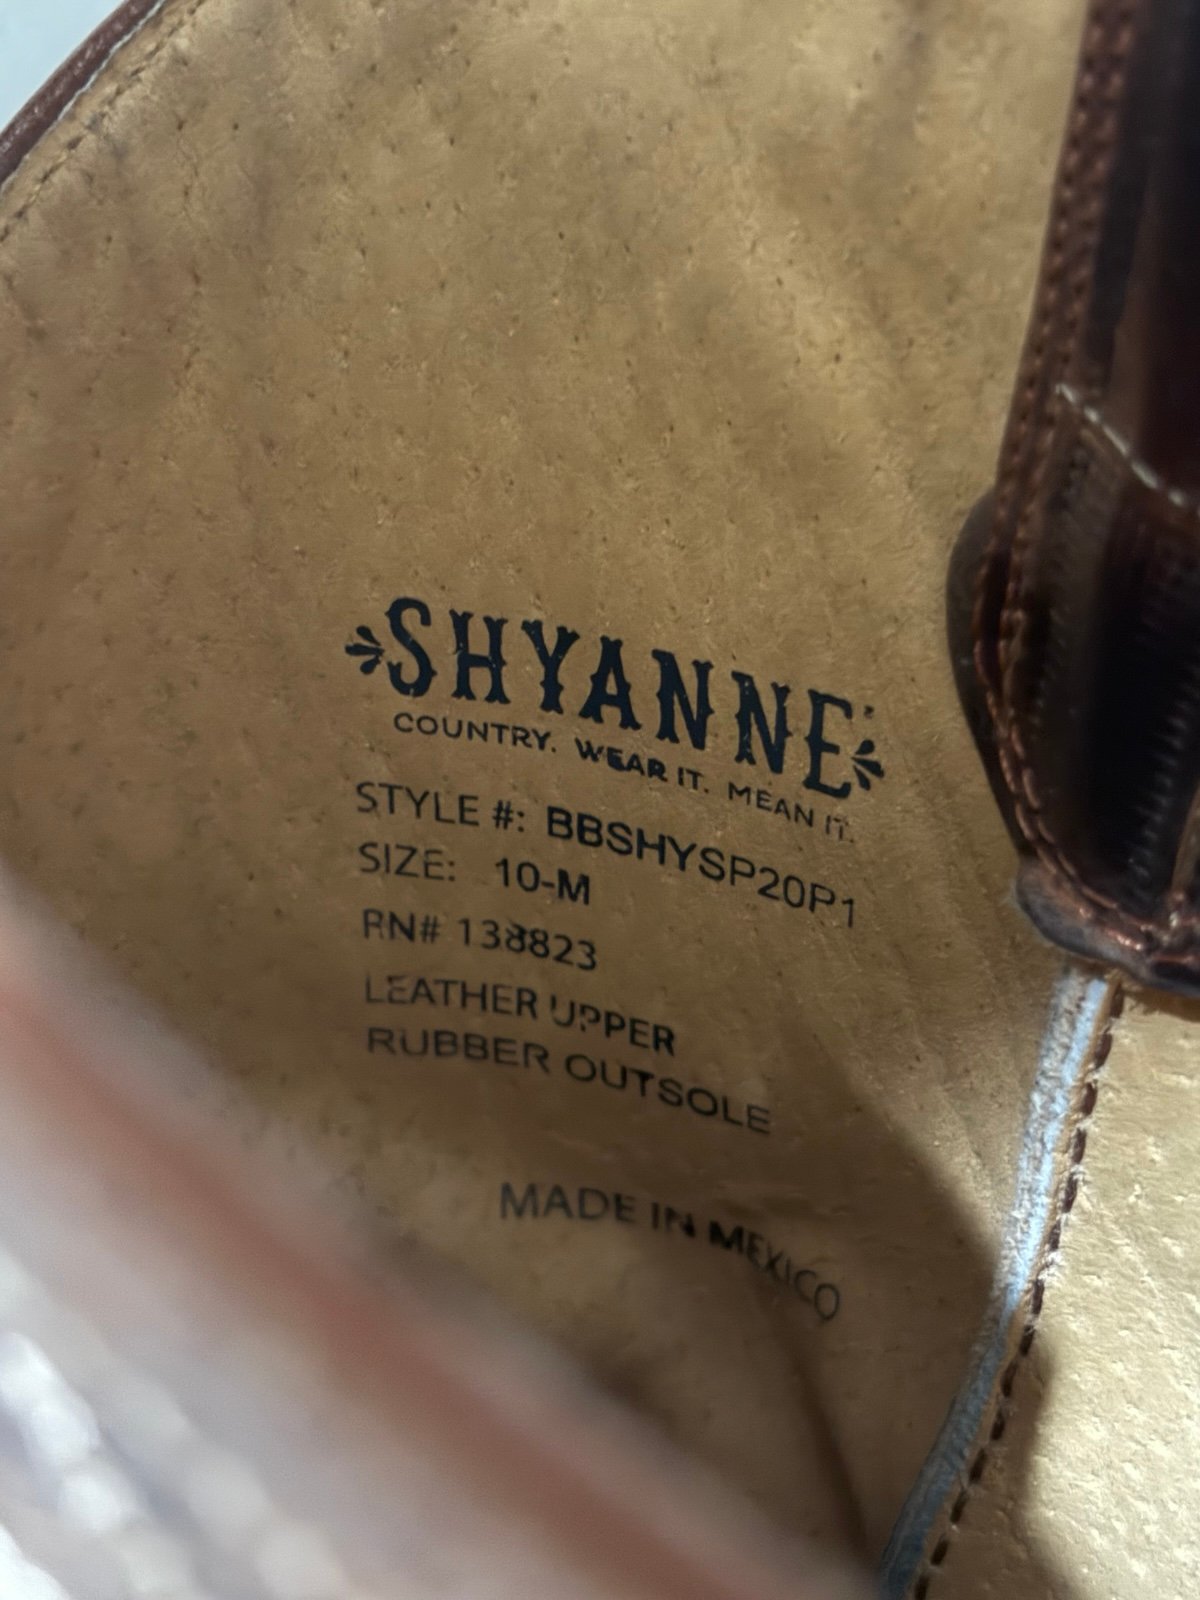 SHYANNE
COUNTRY. WEAR IT. MEAN IT.
STYLE #: BBSHYSP20P1
SIZE: 10-M
RN# 138823
LEATHER UPPER
RUBBER OUTSOLE
MADE IN MEXICO